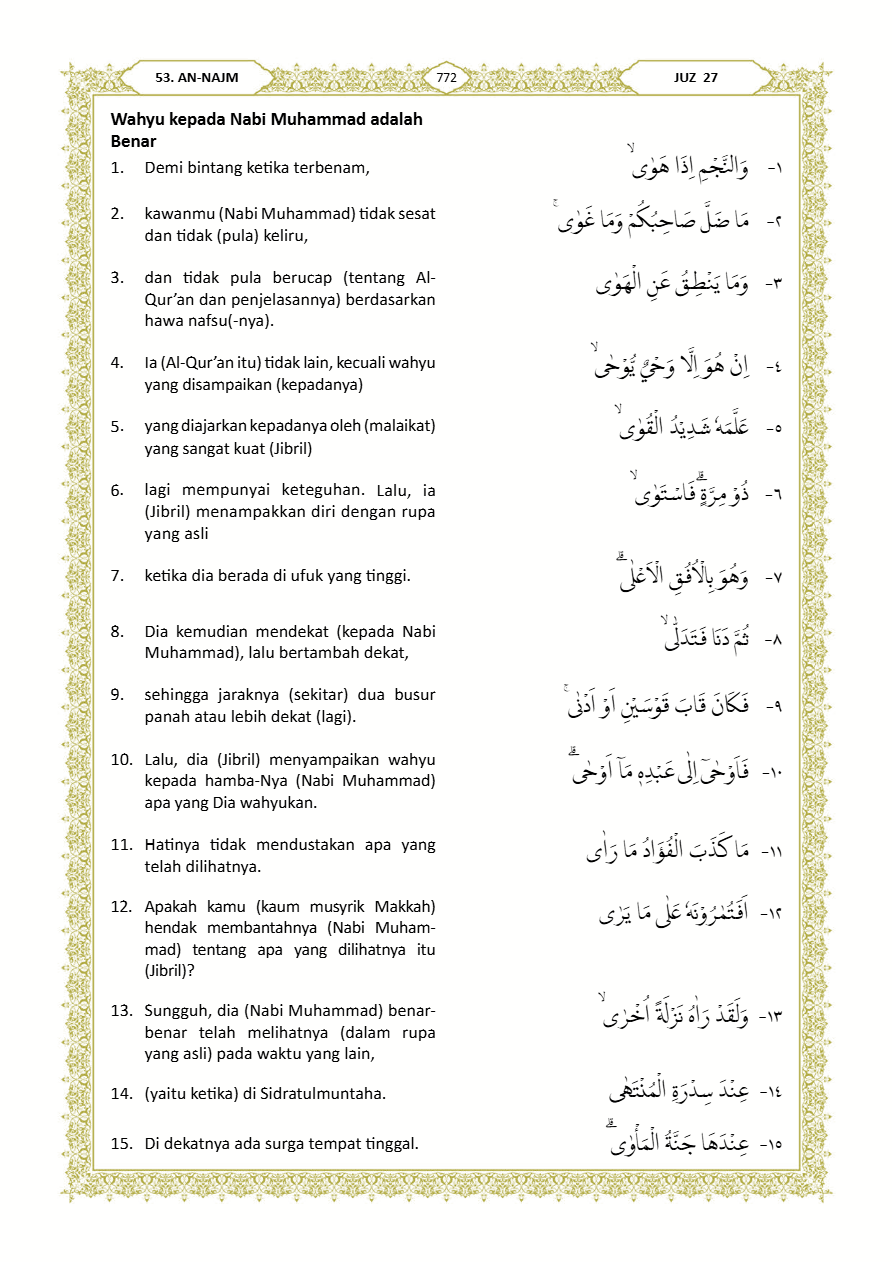 53. AN-NAJM
772
JUZ 27
Wahyu kepada Nabi Muhammad adalah
Benar
1. Demi bintang ketika terbenam,
١- وَالنَّجْمِ اِذَا هَوٰىۙ
2. kawanmu (Nabi Muhammad) tidak sesat
dan tidak (pula) keliru,
٢- مَا ضَلَّ صَاحِبُكُمْ وَمَا غَوٰىۚ
3. dan tidak pula berucap (tentang Al-
Qur’an dan penjelasannya) berdasarkan
hawa nafsu(-nya).
٣- وَمَا يَنْطِقُ عَنِ الْهَوٰى
4. Ia (Al-Qur’an itu) tidak lain, kecuali wahyu
yang disampaikan (kepadanya)
٤- اِنْ هُوَ اِلَّا وَحْيٌ يُّوْحٰىۙ
5. yang diajarkan kepadanya oleh (malaikat)
yang sangat kuat (Jibril)
٥- عَلَّمَهٗ شَدِيْدُ الْقُوٰىۙ
6. lagi mempunyai keteguhan. Lalu, ia
(Jibril) menampakkan diri dengan rupa
yang asli
٦- ذُوْ مِرَّةٍۗ فَاسْتَوٰىۙ
7. ketika dia berada di ufuk yang tinggi.
٧- وَهُوَ بِالْاُفُقِ الْاَعْلٰىۗ
8. Dia kemudian mendekat (kepada Nabi
Muhammad), lalu bertambah dekat,
٨- ثُمَّ دَنَا فَتَدَلّٰىۙ
9. sehingga jaraknya (sekitar) dua busur
panah atau lebih dekat (lagi).
٩- فَكَانَ قَابَ قَوْسَيْنِ اَوْ اَدْنٰىۚ
10. Lalu, dia (Jibril) menyampaikan wahyu
kepada hamba-Nya (Nabi Muhammad)
apa yang Dia wahyukan.
١٠- فَاَوْحٰىٓ اِلٰى عَبْدِهٖ مَآ اَوْحٰىۗ
11. Hatinya tidak mendustakan apa yang
telah dilihatnya.
١١- مَا كَذَبَ الْفُؤَادُ مَا رَاٰى
12. Apakah kamu (kaum musyrik Makkah)
hendak membantahnya (Nabi Muham-
mad) tentang apa yang dilihatnya itu
(Jibril)?
١٢- اَفَتُمٰرُوْنَهٗ عَلٰى مَا يَرٰى
13. Sungguh, dia (Nabi Muhammad) benar-
benar telah melihatnya (dalam rupa
yang asli) pada waktu yang lain,
١٣- وَلَقَدْ رَاٰهُ نَزْلَةً اُخْرٰىۙ
14. (yaitu ketika) di Sidratulmuntaha.
١٤- عِنْدَ سِدْرَةِ الْمُنْتَهٰى
15. Di dekatnya ada surga tempat tinggal.
١٥- عِنْدَهَا جَنَّةُ الْمَأْوٰىۗ